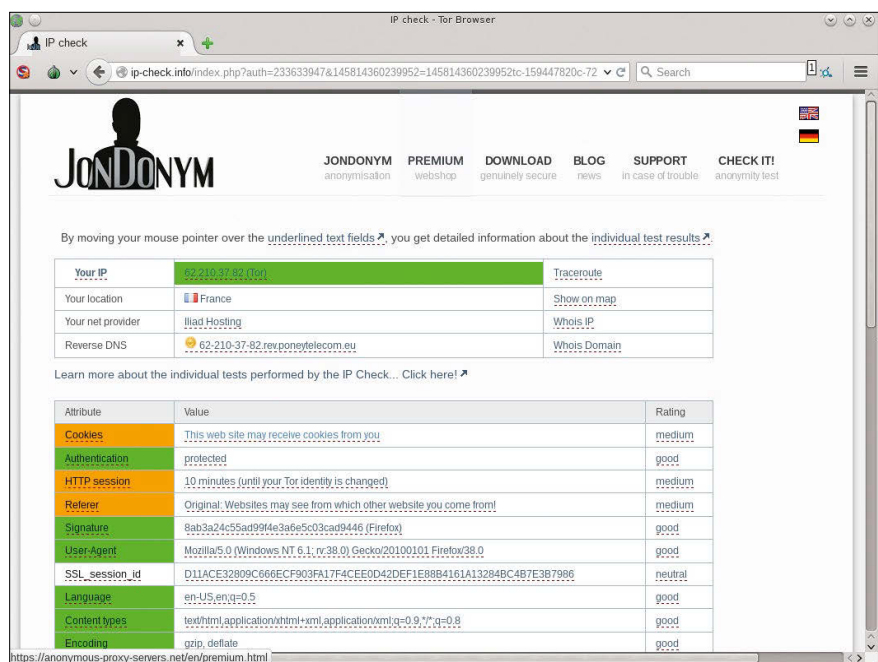 IP check - Tor Browser
IP check
ip-check.info/index.php?auth=233633947&145814360239952=145814360239952tc-159447820c-72
Search
1
JONDONYM
JONDONYM PREMIUM DOWNLOAD BLOG SUPPORT CHECK IT!
anonymisation webshop genuinely secure news in case of trouble anonymity test
By moving your mouse pointer over the underlined text fields, you get detailed information about the individual test results.
Your IP 62.210.37.82 (Tor) Traceroute
Your location France Show on map
Your net provider Iliad Hosting Whois IP
Reverse DNS 62-210-37-82.rev.poneytelecom.eu Whois Domain
Learn more about the individual tests performed by the IP Check... Click here!
Attribute Value Rating
Cookies This web site may receive cookies from you medium
Authentication protected good
HTTP session 10 minutes (until your Tor identity is changed) medium
Referer Original: Websites may see from which other website you come from! medium
Signature 8ab3a24c55ad99f4e3a6e5c03cad9446 (Firefox) good
User-Agent Mozilla/5.0 (Windows NT 6.1; rv:38.0) Gecko/20100101 Firefox/38.0 good
SSL_session_id D11ACE32809C666ECF903FA17F4CEE0D42DEF1E88B4161A13284BC4B7E3B7986 neutral
Language en-US,en;q=0.5 good
Content types text/html,application/xhtml+xml,application/xml;q=0.9,*/*;q=0.8 good
Encoding gzip, deflate good
https://anonymous-proxy-servers.net/en/premium.html